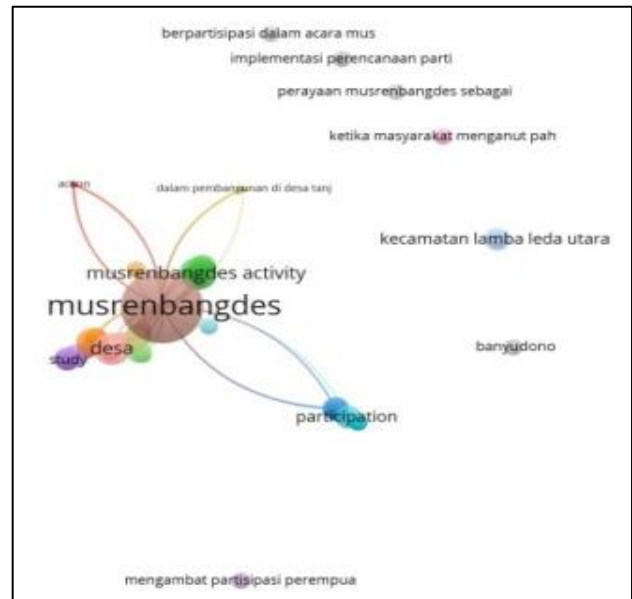 berpartisipasi dalam acara mus
implementasi perencanaan parti
perayaan musrenbangdes sebagai
ketika masyarakat menganut pah
action
dalam pembangunan di desa tanj
kecamatan lamba leda utara
musrenbangdes activity
musrenbangdes
desa
banyudono
study
participation
mengambat partisipasi perempua